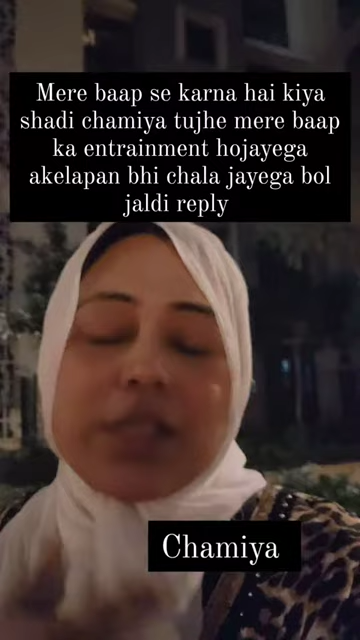 Mere baap se karna hai kiya
shadi chamiya tujhe mere baap
ka entrainment hojayega
akelapan bhi chala jayega bol
jaldi reply
Chamiya